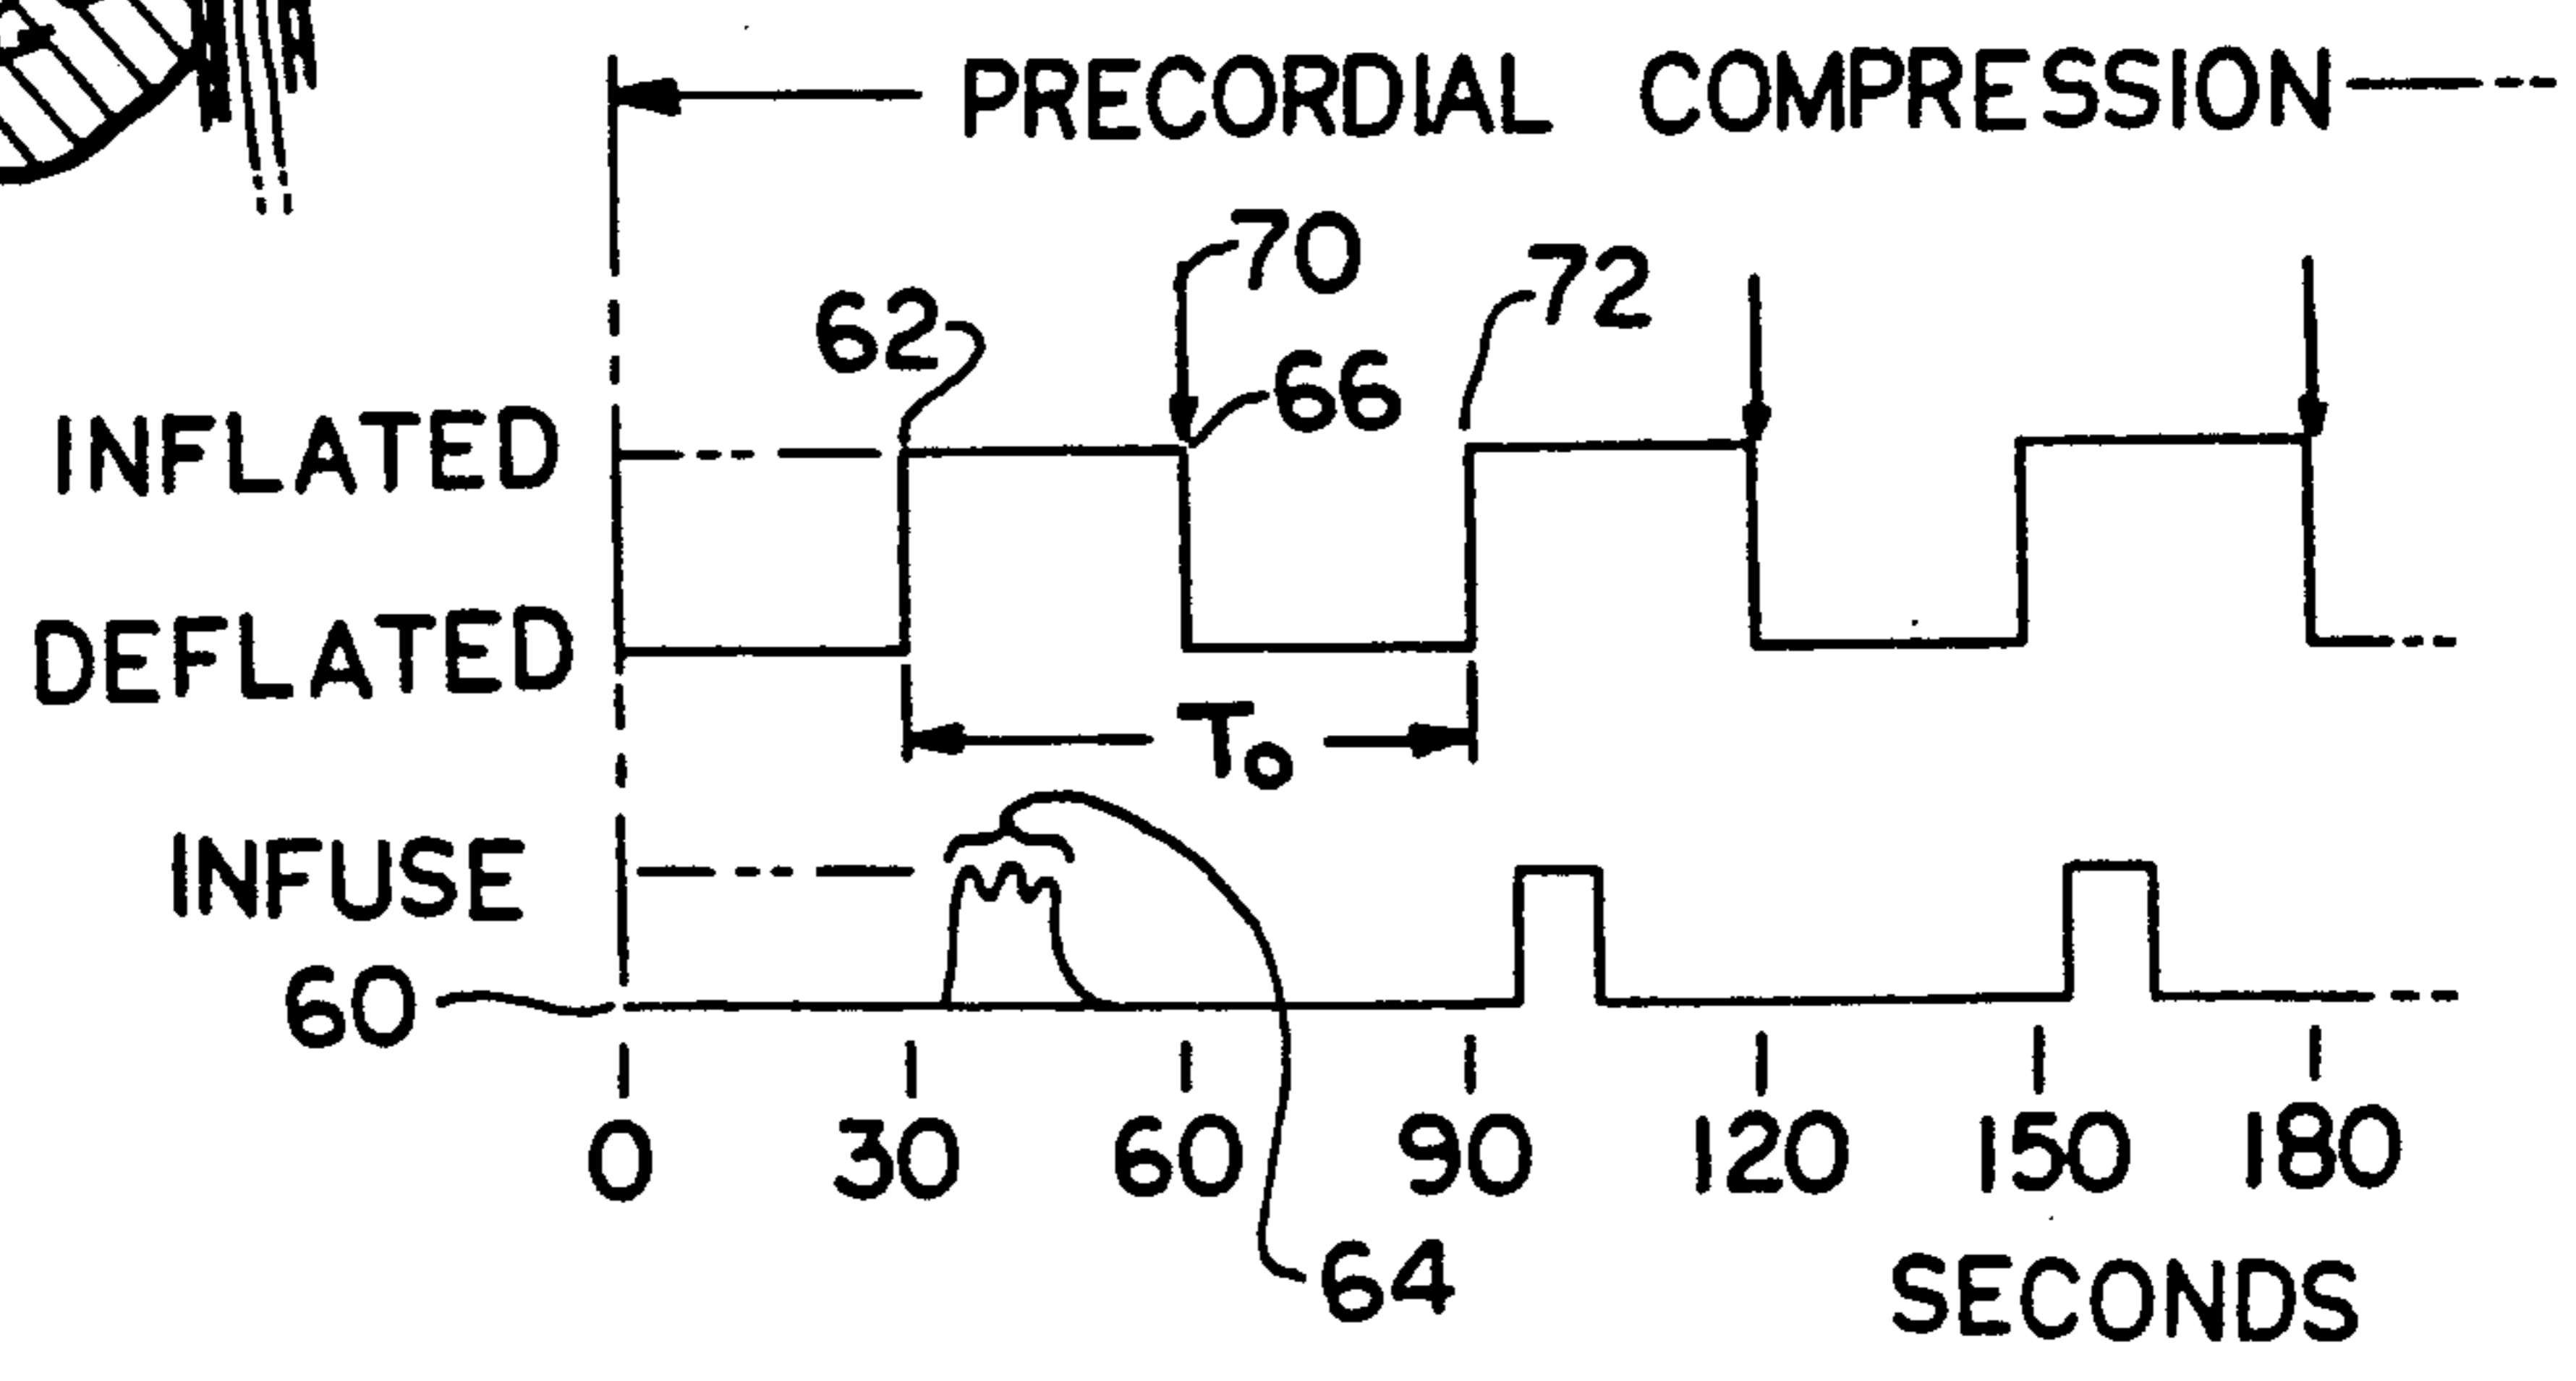 PRECORDIAL COMPRESSION
70
72
62
66
INFLATED
DEFLATED
To
INFUSE
60
0 30 60 90 120 150 180
64
SECONDS